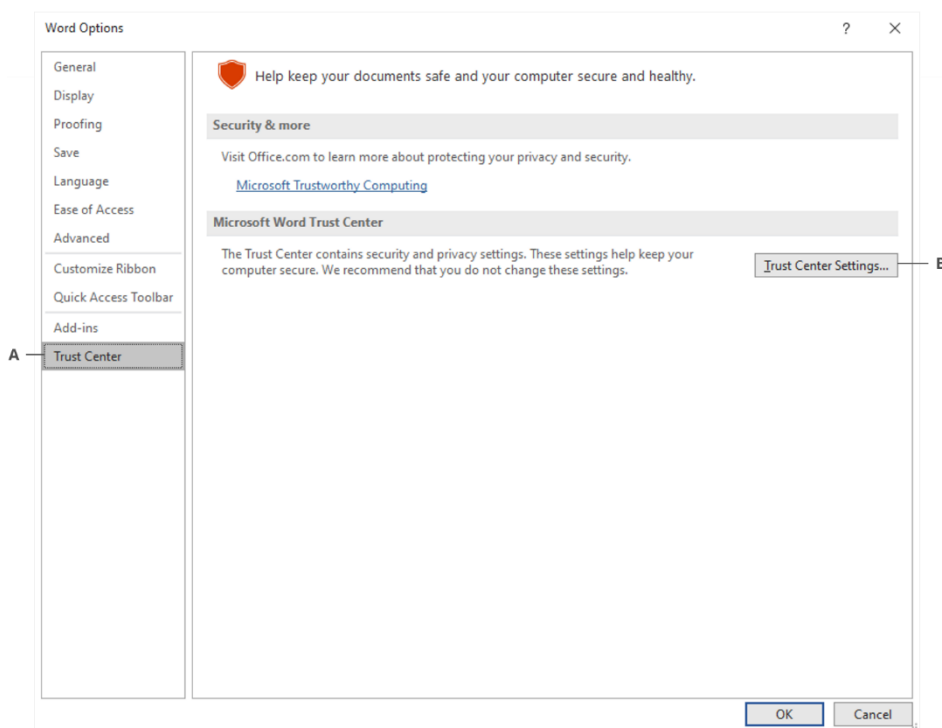 Word Options
?
General
Display
Proofing
Save
Language
Ease of Access
Advanced
Customize Ribbon
Quick Access Toolbar
Add-ins
A
Trust Center
Help keep your documents safe and your computer secure and healthy.
Security & more
Visit Office.com to learn more about protecting your privacy and security.
Microsoft Trustworthy Computing
Microsoft Word Trust Center
The Trust Center contains security and privacy settings. These settings help keep your
computer secure. We recommend that you do not change these settings.
Trust Center Settings...
OK
Cancel